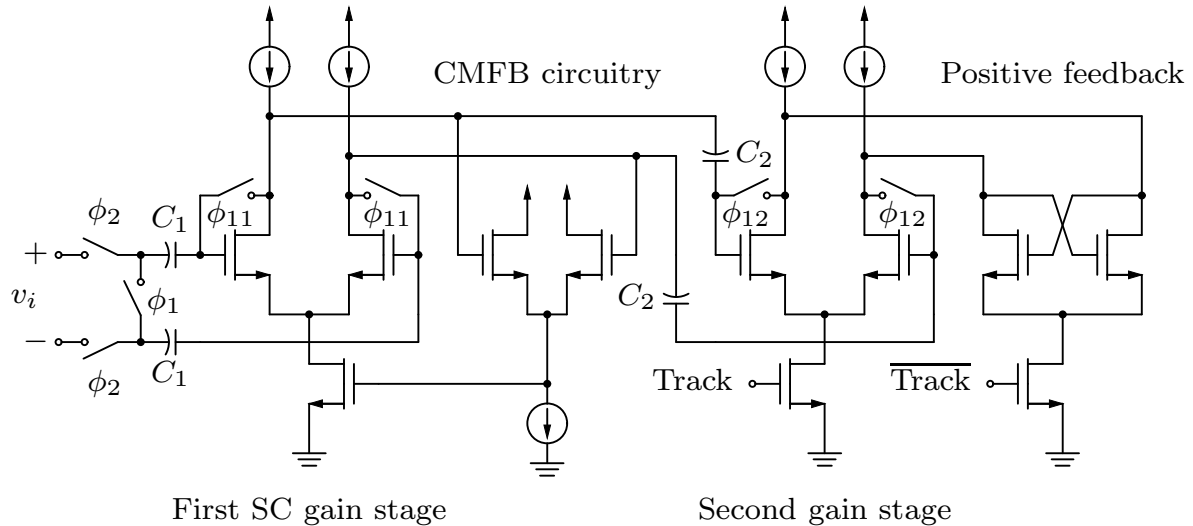 CMFB circuitry
Positive feedback
C₂
ϕ₁₁
ϕ₁₁
ϕ₁₂
ϕ₁₂
ϕ₂
C₁
+
vᵢ
ϕ₁
C₂
−
ϕ₂
C₁
Track
T̅r̅a̅c̅k̅
First SC gain stage
Second gain stage